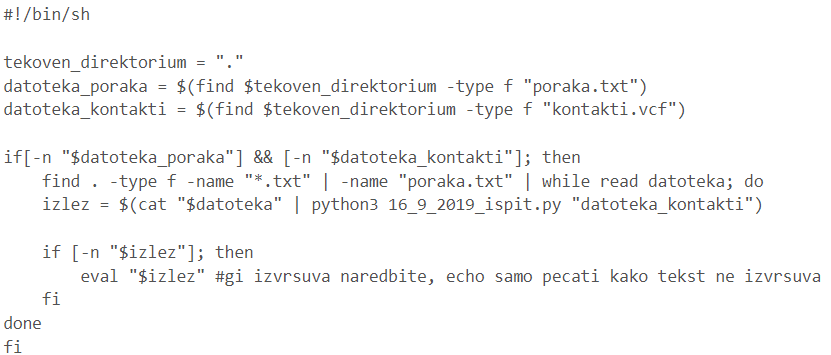 #!/bin/sh

tekoven_direktorium = "."
datoteka_poraka = $(find $tekoven_direktorium -type f "poraka.txt")
datoteka_kontakti = $(find $tekoven_direktorium -type f "kontakti.vcf")

if[-n "$datoteka_poraka"] && [-n "$datoteka_kontakti"]; then
    find . -type f -name "*.txt" | -name "poraka.txt" | while read datoteka; do
    izlez = $(cat "$datoteka" | python3 16_9_2019_ispit.py "datoteka_kontakti")

    if [-n "$izlez"]; then
        eval "$izlez" #gi izvrsuva naredbite, echo samo pecati kako tekst ne izvrsuva
    fi
done
fi